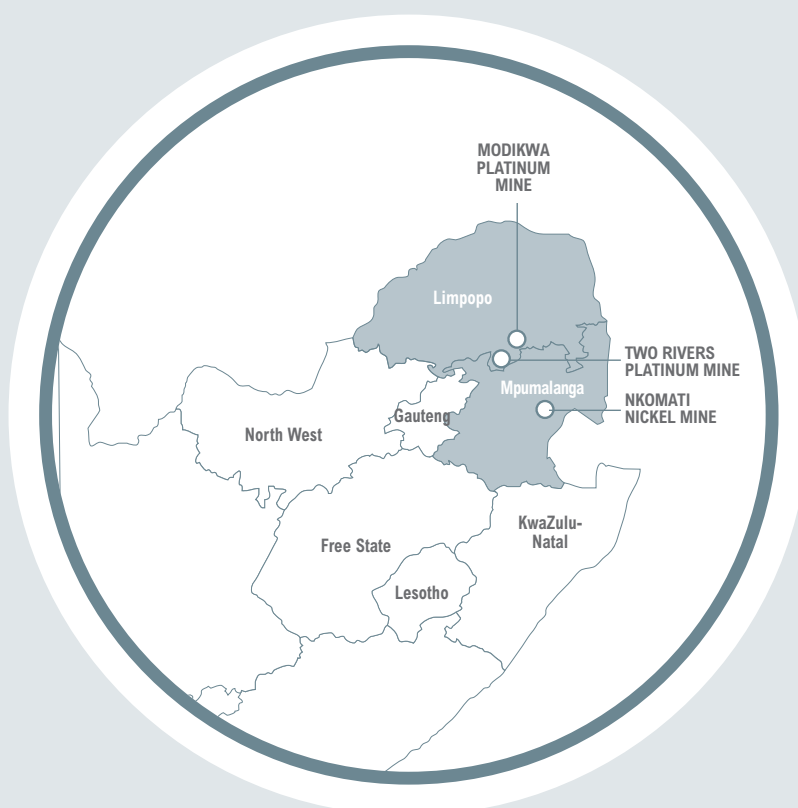 MODIKWA
PLATINUM
MINE
Limpopo
TWO RIVERS
PLATINUM MINE
Mpumalanga
NKOMATI
NICKEL MINE
Gauteng
North West
KwaZulu-
Natal
Free State
Lesotho